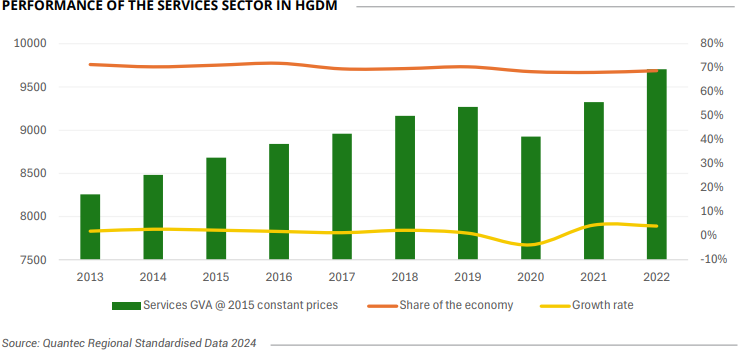 PERFORMANCE OF THE SERVICES SECTOR IN HGDM
10000 80%
70%
9500 60%
50%
9000 40%
30%
8500 20%
8000 10%
0%
7500 -10%
2013 2014 2015 2016 2017 2018 2019 2020 2021 2022
Services GVA @ 2015 constant prices Share of the economy Growth rate
Source: Quantec Regional Standardised Data 2024